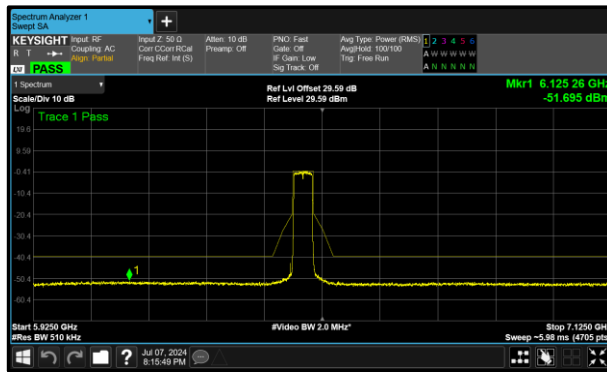 Spectrum Analyzer 1
Swept SA
KEYSIGHT Input: RF Input Z: 50 Ω Atten: 10 dB PNO: Fast Avg Type: Power (RMS) 1 2 3 4 5 6
R T Coupling: AC Corr CCorr RCal Preamp: Off Gate: Off Avg|Hold: 100/100 A W W W W W
Align: Partial Freq Ref: Int (S) IF Gain: Low Trig: Free Run
LXI PASS Sig Track: Off A N N N N N
1 Spectrum Ref Lvl Offset 29.59 dB Mkr1 6.125 26 GHz
Scale/Div 10 dB Ref Level 29.59 dBm -51.695 dBm
Log Trace 1 Pass
19.6
9.59
-0.41
-10.4
-20.4
-30.4
-40.4
1
-50.4
-60.4
Start 5.9250 GHz #Video BW 2.0 MHz* Stop 7.1250 GHz
#Res BW 510 kHz Sweep ~5.98 ms (4705 pts)
? Jul 07, 2024
8:15:49 PM